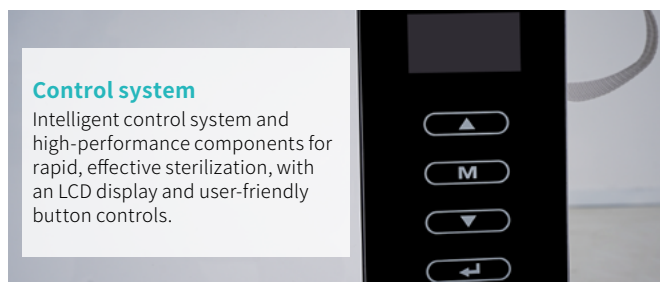 Control system
Intelligent control system and
high-performance components for
rapid, effective sterilization, with
an LCD display and user-friendly
button controls.
M